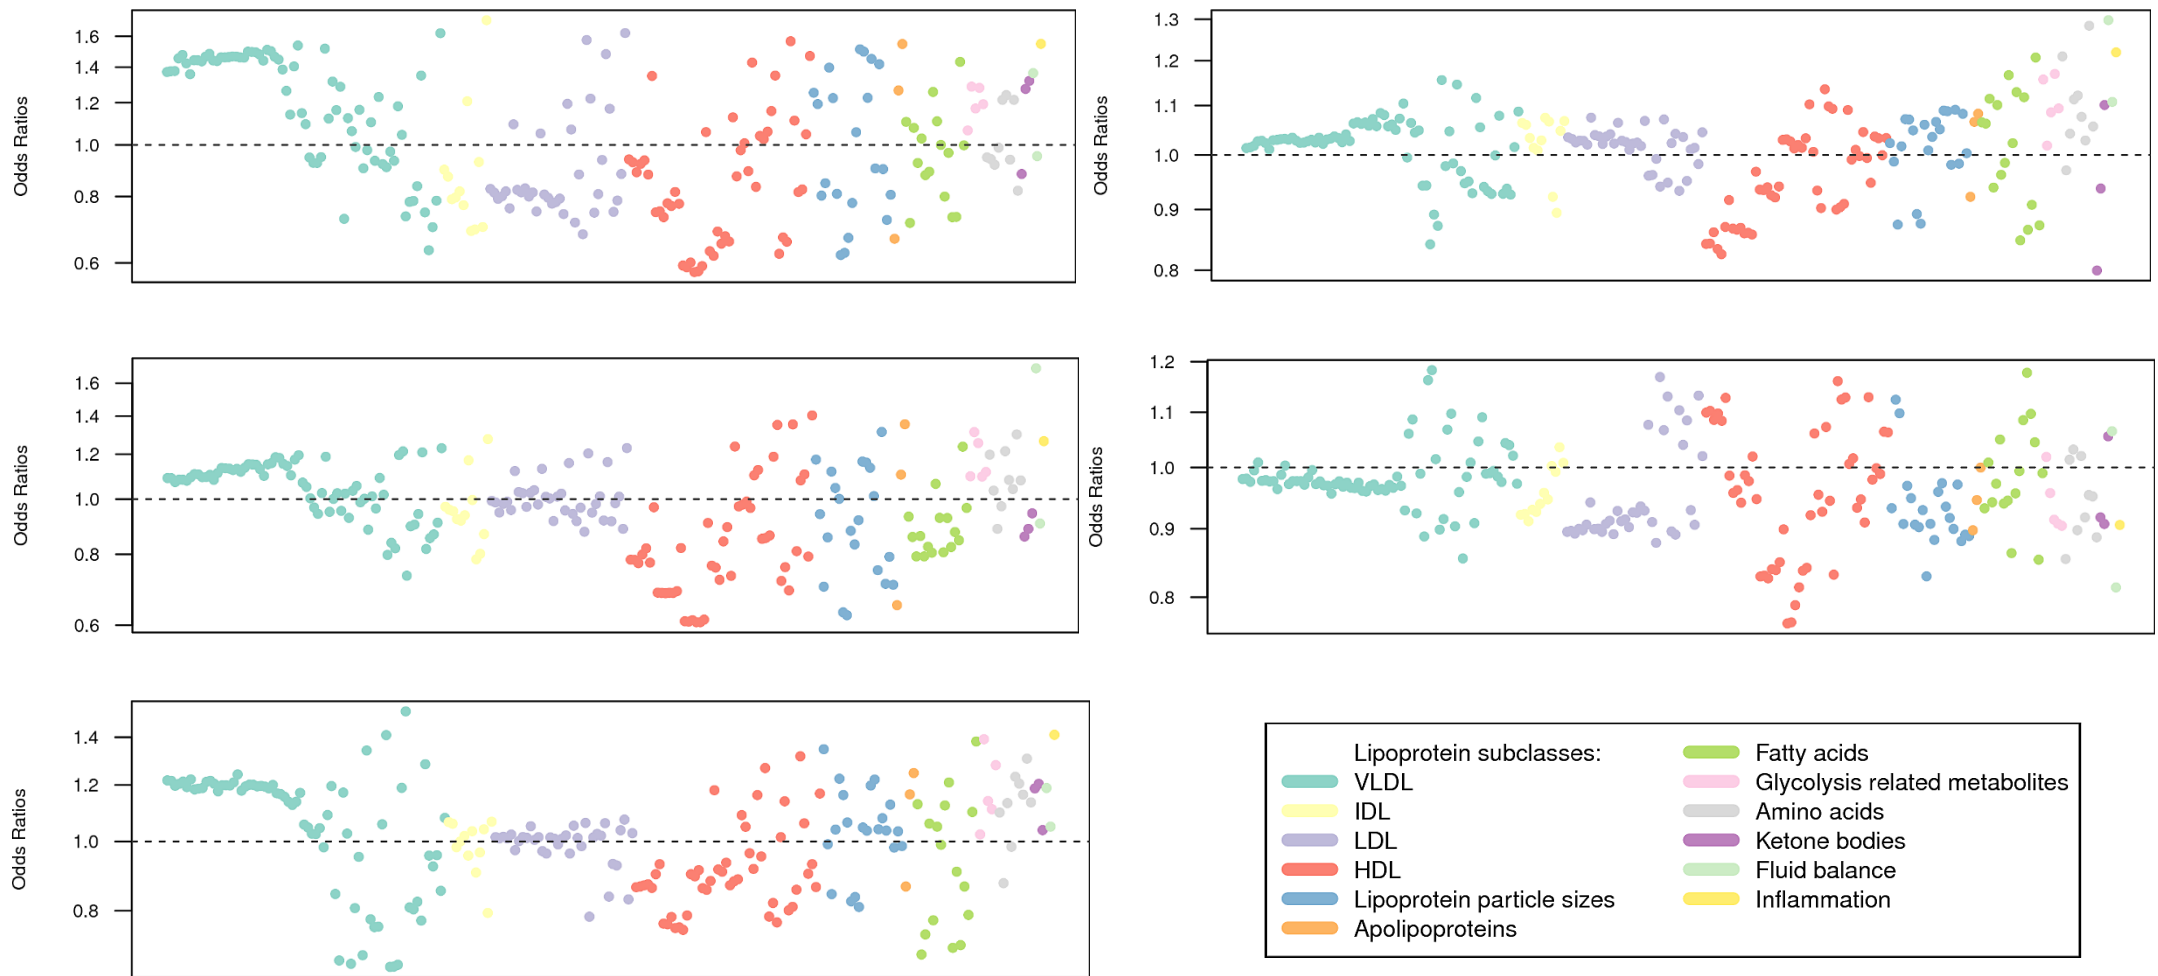 Odds Ratios
1.6
1.4
1.2
1.0
0.8
0.6
Odds Ratios
1.3
1.2
1.1
1.0
0.9
0.8
Odds Ratios
1.6
1.4
1.2
1.0
0.8
0.6
Odds Ratios
1.2
1.1
1.0
0.9
0.8
Odds Ratios
1.4
1.2
1.0
0.8
Lipoprotein subclasses:
VLDL
IDL
LDL
HDL
Lipoprotein particle sizes
Apolipoproteins
Fatty acids
Glycolysis related metabolites
Amino acids
Ketone bodies
Fluid balance
Inflammation